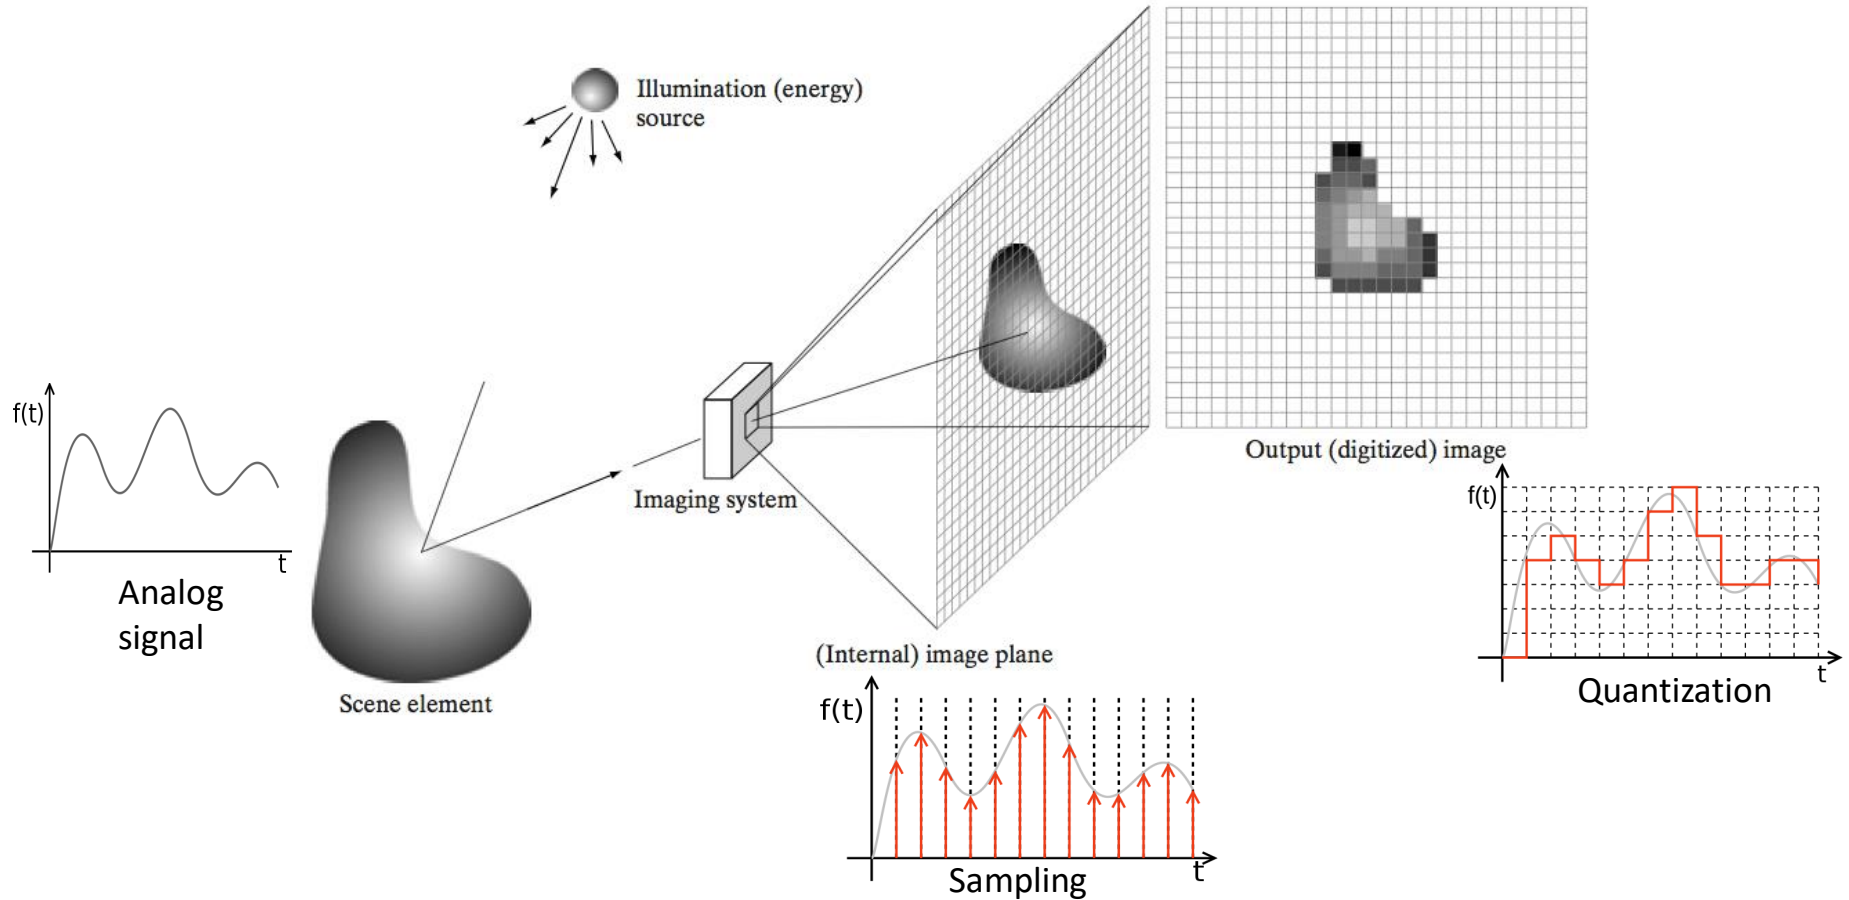 Illumination (energy)
source
f(t)
t
Analog
signal
Scene element
Imaging system
(Internal) image plane
f(t)
t
Sampling
Output (digitized) image
f(t)
t
Quantization